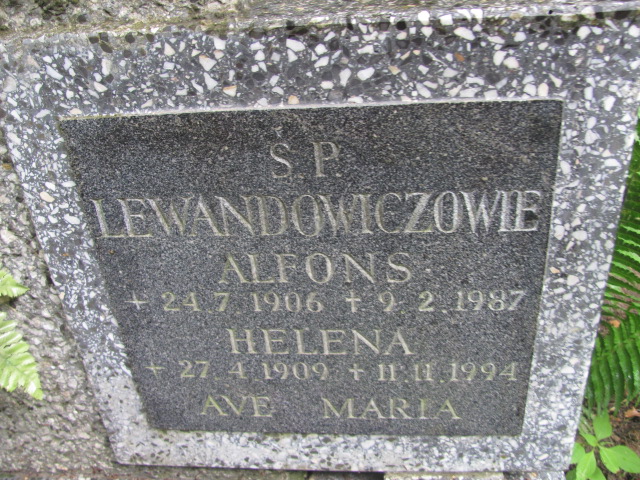 Ś.P.
LEWANDOWICZOWIE
ALFONS
+ 24.7.1906 + 9.2.1987
HELENA
+ 27.4.1909 + 11.11.1994
AVE MARIA